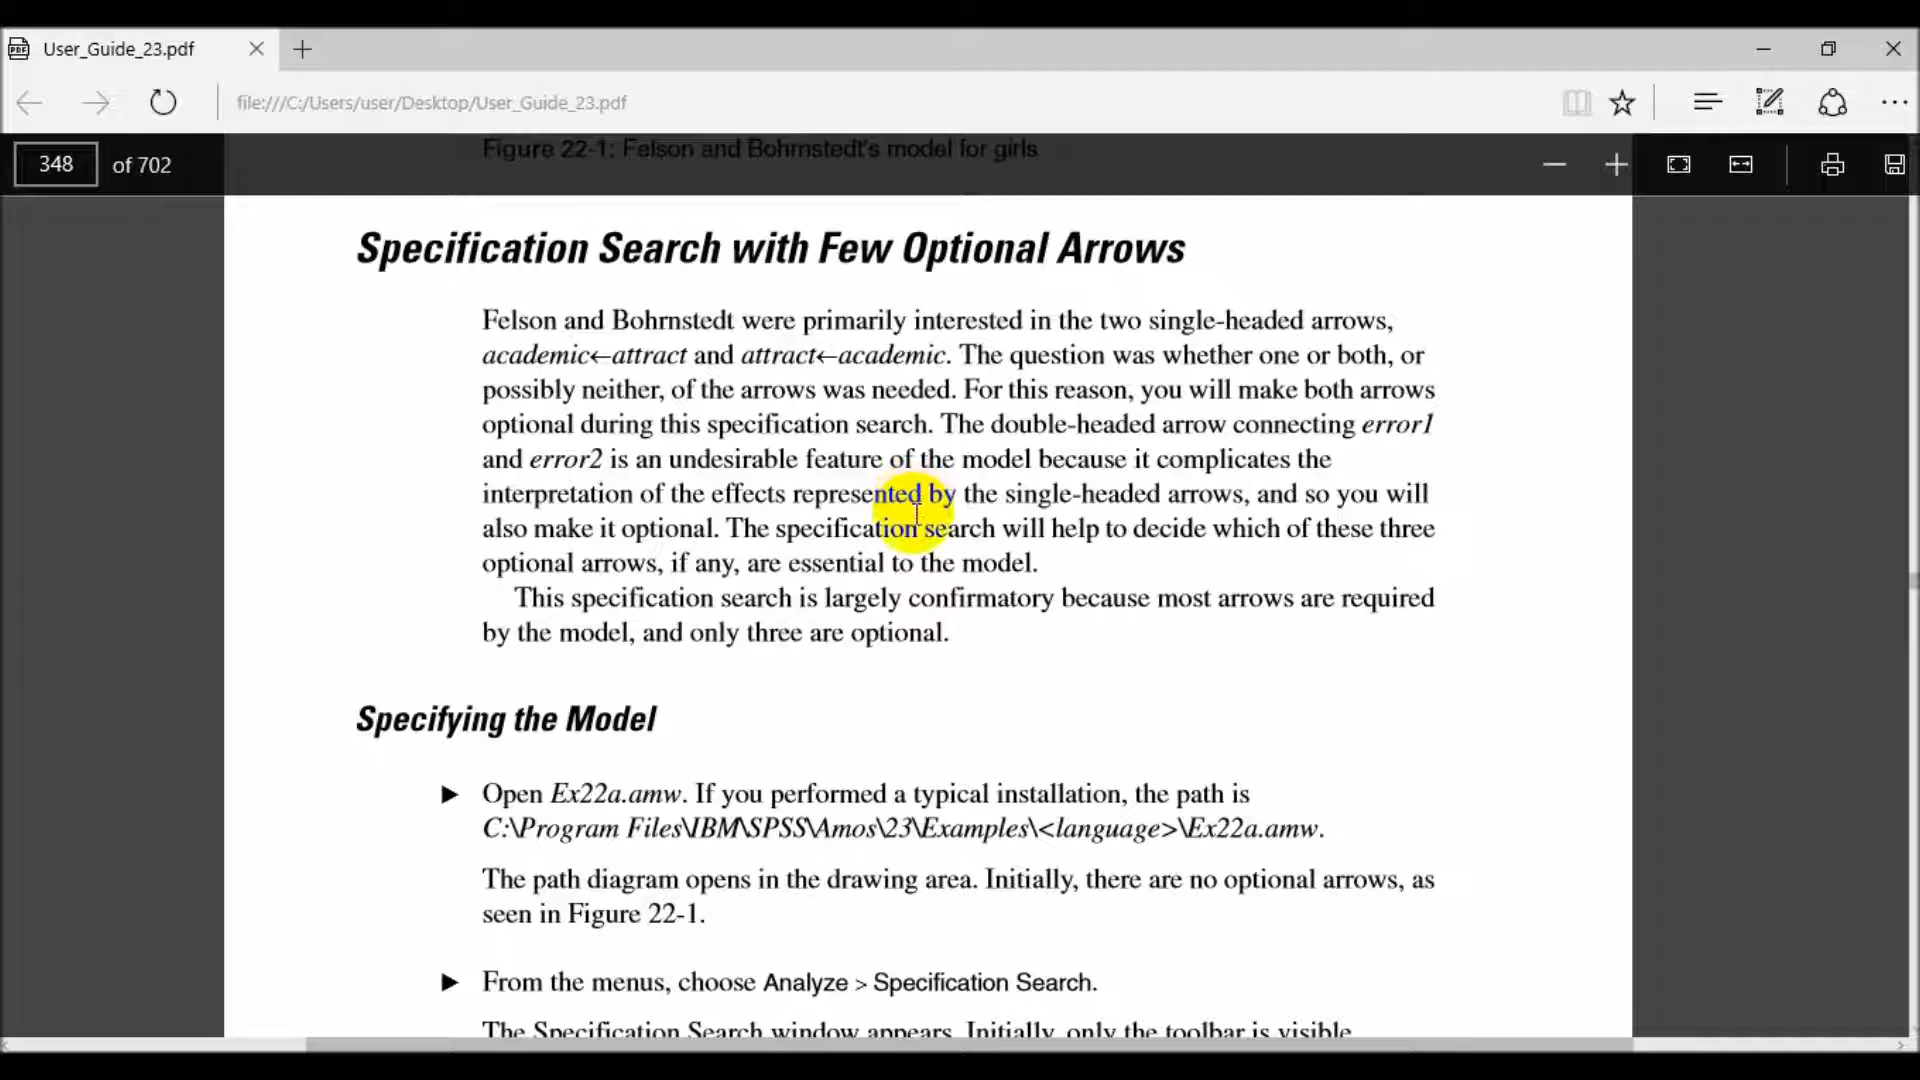 User_Guide_23.pdf
file:///C:/Users/user/Desktop/User_Guide_23.pdf
348 of 702
Figure 22-1: Felson and Bohrnstedt's model for girls
Specification Search with Few Optional Arrows
Felson and Bohrnstedt were primarily interested in the two single-headed arrows,
academic←attract and attract←academic. The question was whether one or both, or
possibly neither, of the arrows was needed. For this reason, you will make both arrows
optional during this specification search. The double-headed arrow connecting error1
and error2 is an undesirable feature of the model because it complicates the
interpretation of the effects represented by the single-headed arrows, and so you will
also make it optional. The specification search will help to decide which of these three
optional arrows, if any, are essential to the model.
This specification search is largely confirmatory because most arrows are required
by the model, and only three are optional.
Specifying the Model
► Open Ex22a.amw. If you performed a typical installation, the path is
C:\Program Files\IBM\SPSS\Amos\23\Examples\<language>\Ex22a.amw.
The path diagram opens in the drawing area. Initially, there are no optional arrows, as
seen in Figure 22-1.
► From the menus, choose Analyze > Specification Search.
The Specification Search window appears. Initially, only the toolbar is visible